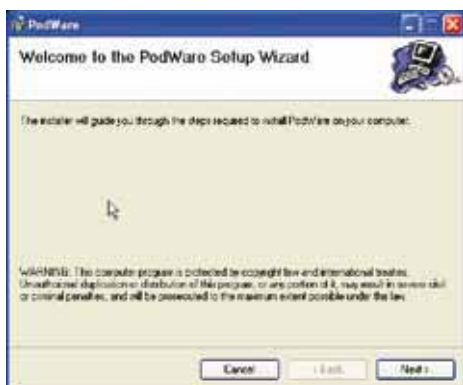 PodWare
Welcome to the PodWare Setup Wizard
The installer will guide you through the steps required to install PodWare on your computer.
WARNING: This computer program is protected by copyright law and international treaties.
Unauthorized duplication or distribution of this program, or any portion of it, may result in severe civil
or criminal penalties, and will be prosecuted to the maximum extent possible under the law.
Cancel
< Back
Next >